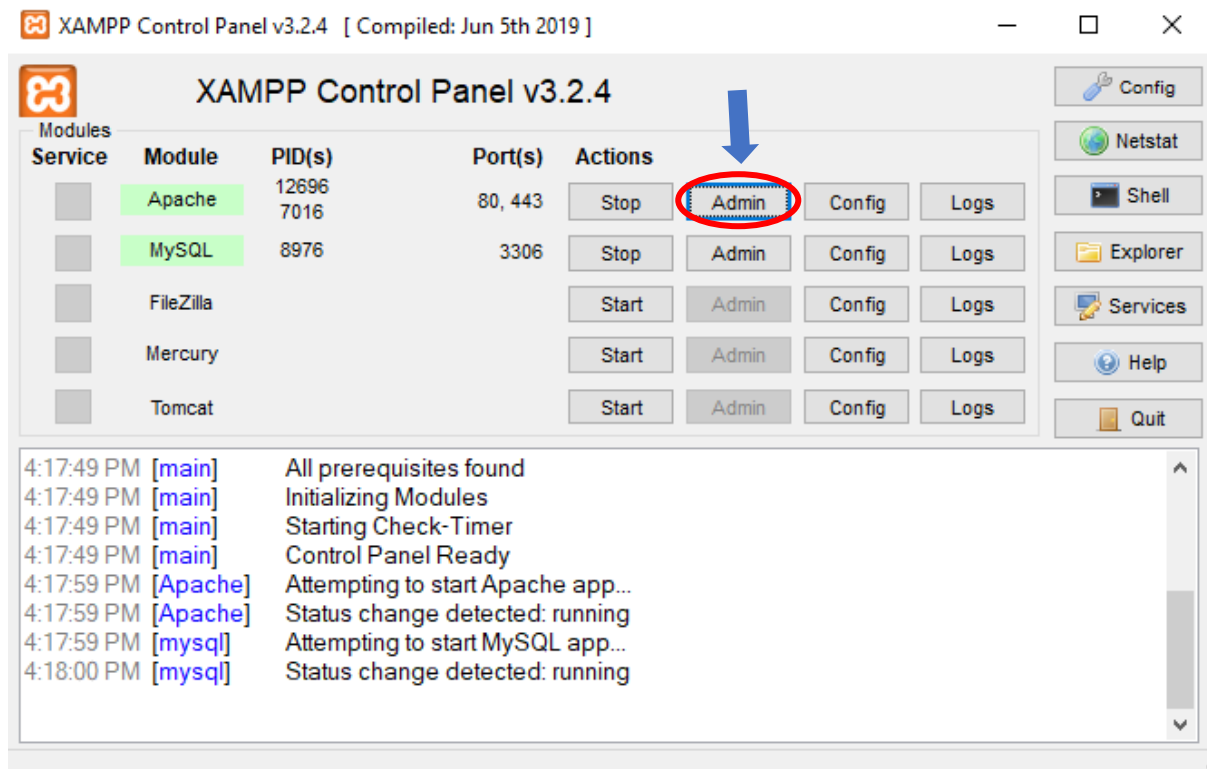 XAMPP Control Panel v3.2.4 [ Compiled: Jun 5th 2019 ]
XAMPP Control Panel v3.2.4
Config
Modules
Netstat
Service Module PID(s) Port(s) Actions
Apache 12696 7016 80, 443 Stop Admin Config Logs
Shell
MySQL 8976 3306 Stop Admin Config Logs
Explorer
FileZilla Start Admin Config Logs
Services
Mercury Start Admin Config Logs
Help
Tomcat Start Admin Config Logs
Quit
4:17:49 PM [main] All prerequisites found
4:17:49 PM [main] Initializing Modules
4:17:49 PM [main] Starting Check-Timer
4:17:49 PM [main] Control Panel Ready
4:17:59 PM [Apache] Attempting to start Apache app...
4:17:59 PM [Apache] Status change detected: running
4:17:59 PM [mysql] Attempting to start MySQL app...
4:18:00 PM [mysql] Status change detected: running